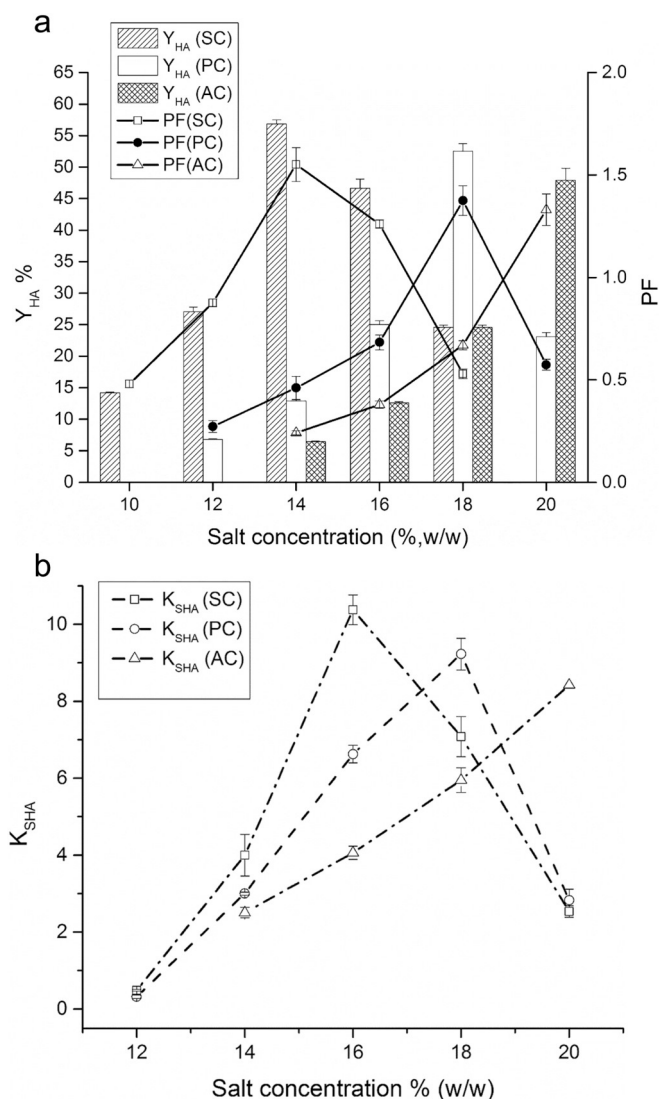 a
Y_HA (SC)
Y_HA (PC)
Y_HA (AC)
PF(SC)
PF(PC)
PF(AC)
65
60
55
50
45
40
35
30
25
20
15
10
5
0
Y_HA %
2.0
1.5
1.0
0.5
0.0
PF
10 12 14 16 18 20
Salt concentration (%,w/w)
b
K_SHA (SC)
K_SHA (PC)
K_SHA (AC)
10
8
6
4
2
0
K_SHA
12 14 16 18 20
Salt concentration % (w/w)